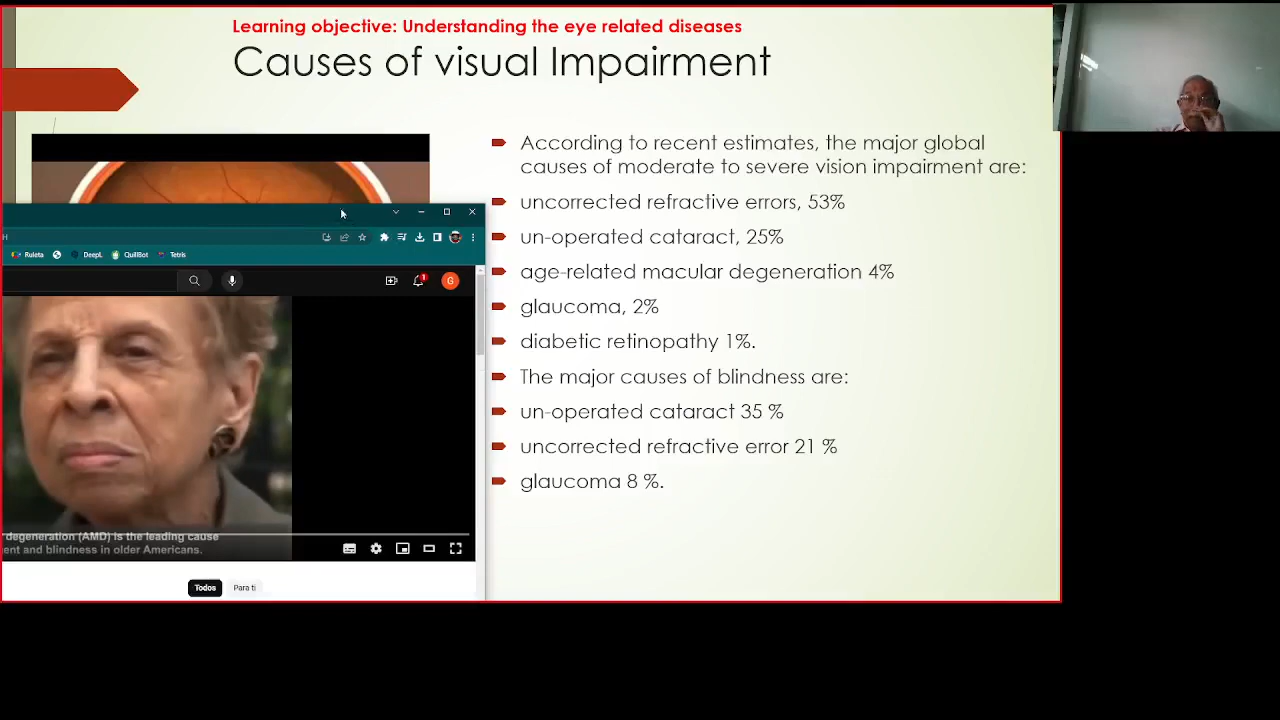 Learning objective: Understanding the eye related diseases
Causes of visual Impairment
According to recent estimates, the major global
causes of moderate to severe vision impairment are:
uncorrected refractive errors, 53%
un-operated cataract, 25%
age-related macular degeneration 4%
glaucoma, 2%
diabetic retinopathy 1%.
The major causes of blindness are:
un-operated cataract 35 %
uncorrected refractive error 21 %
glaucoma 8 %.
H
Ruleta DeepL QuillBot Tetris
1
G
degeneration (AMD) is the leading cause
ent and blindness in older Americans.
Todos Para ti